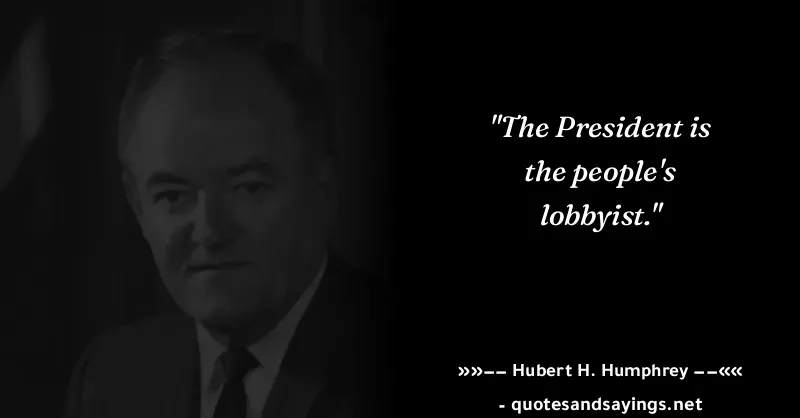 "The President is
the people's
lobbyist."
»»−− Hubert H. Humphrey −−««
- quotesandsayings.net